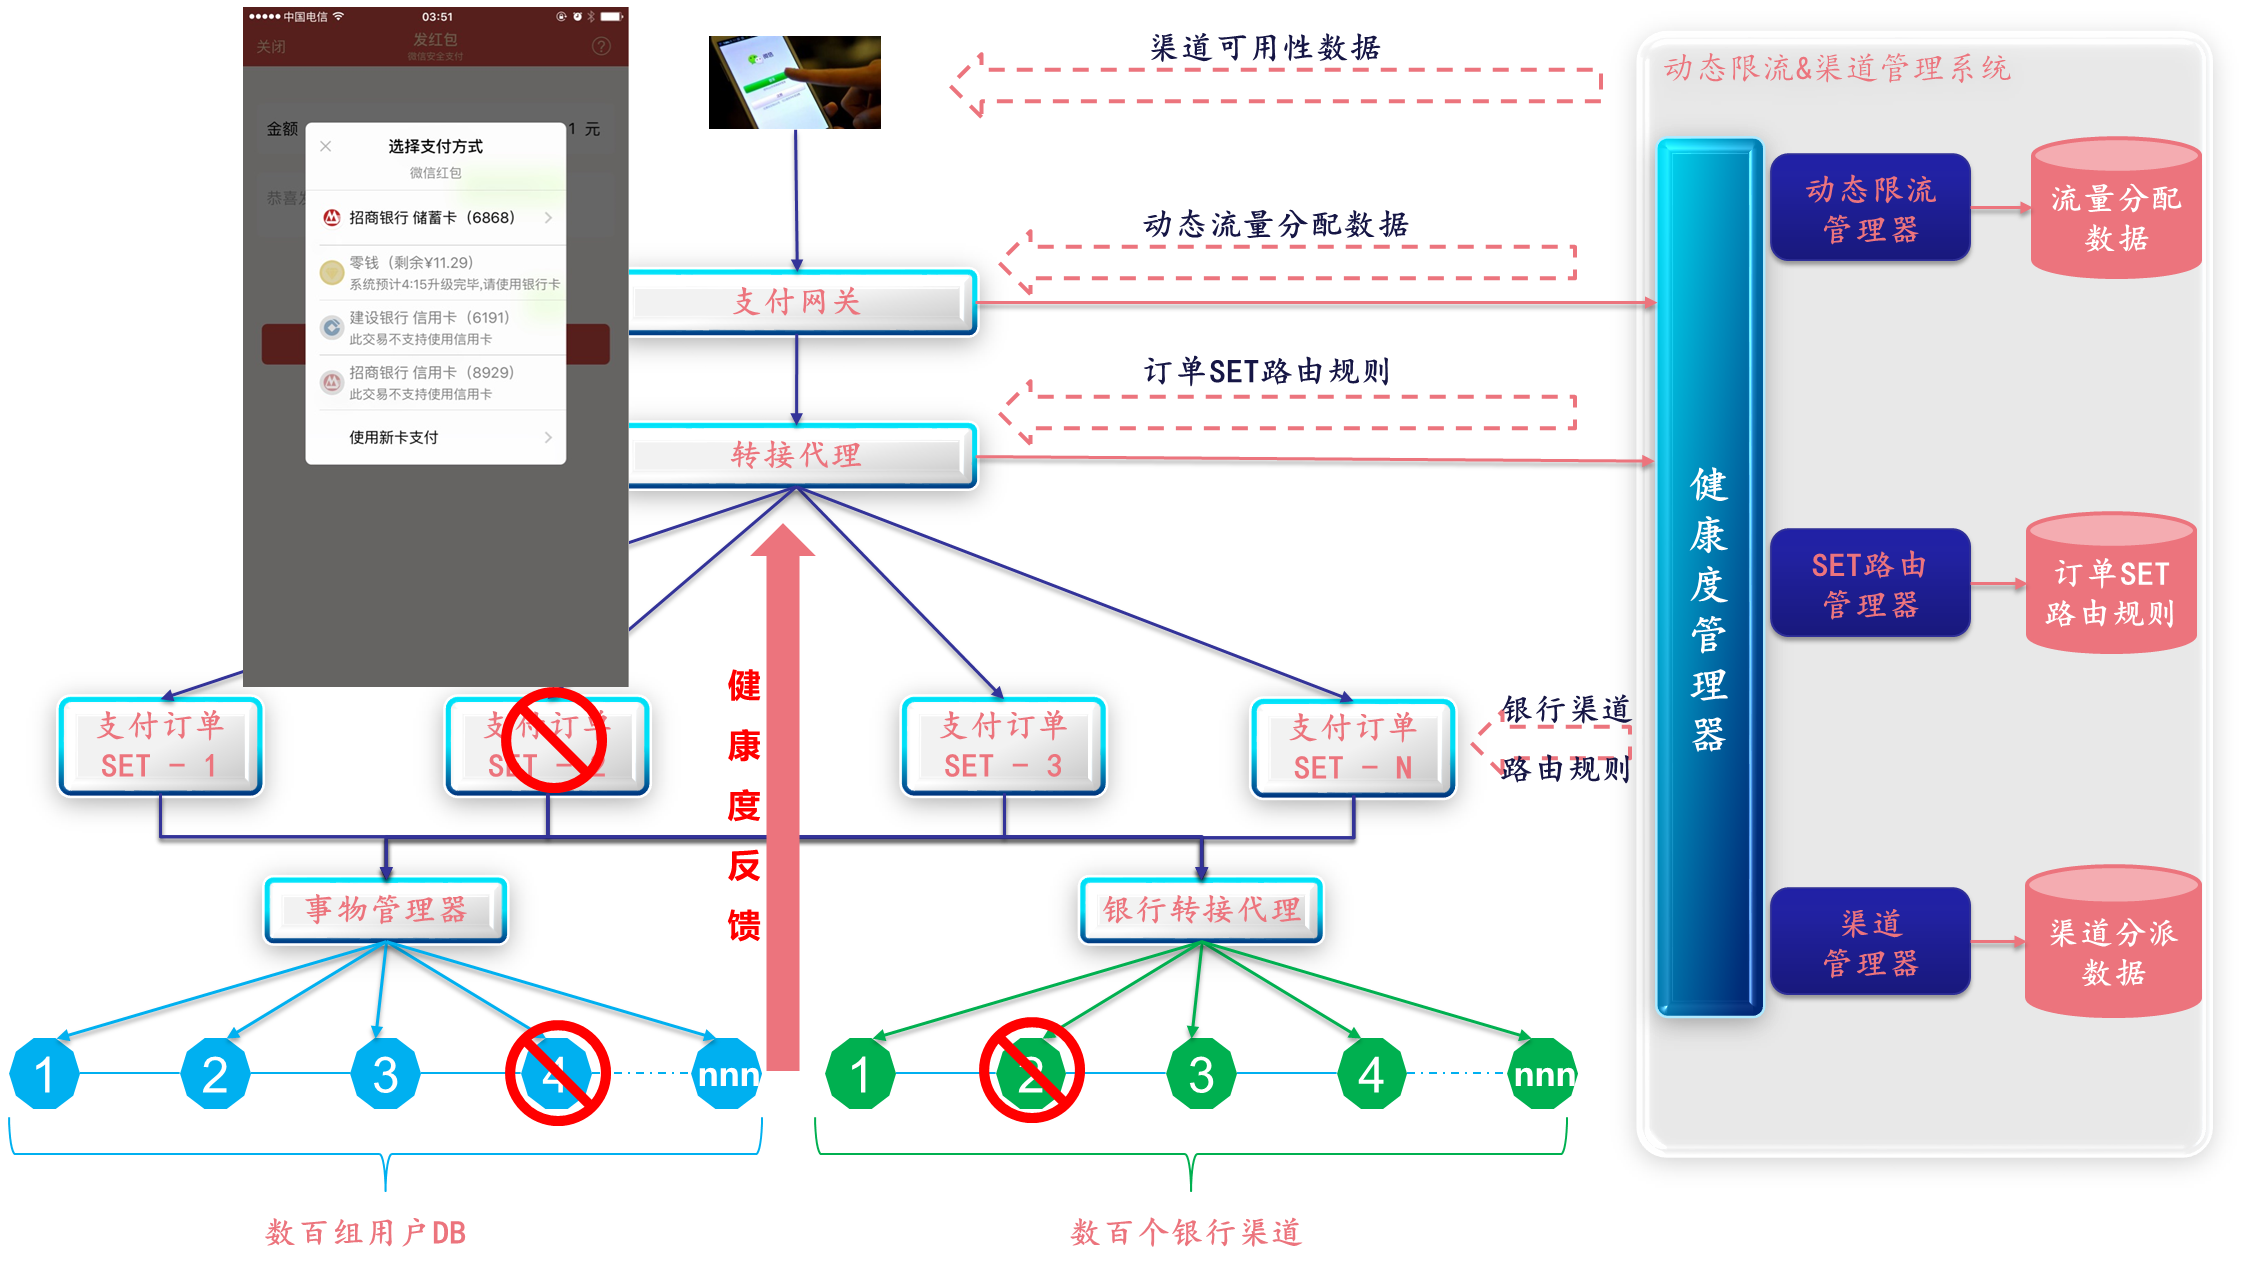 中国电信
03:51
关闭
发红包
微信安全支付
?
金额
1 元
恭喜发
选择支付方式
微信红包
招商银行 储蓄卡（6868）
零钱（剩余¥11.29）
系统预计4:15升级完毕,请使用银行卡
建设银行 信用卡（6191）
此交易不支持使用信用卡
招商银行 信用卡（8929）
此交易不支持使用信用卡
使用新卡支付
渠道可用性数据
动态流量分配数据
支付网关
订单SET路由规则
转接代理
支付订单
SET - 1
支付订单
SET - 2
支付订单
SET - 3
支付订单
SET - N
银行渠道
路由规则
健
康
度
反
馈
事物管理器
银行转接代理
1
2
3
4
nnn
1
2
3
4
nnn
数百组用户DB
数百个银行渠道
动态限流&渠道管理系统
健
康
度
管
理
器
动态限流
管理器
流量分配
数据
SET路由
管理器
订单SET
路由规则
渠道
管理器
渠道分派
数据